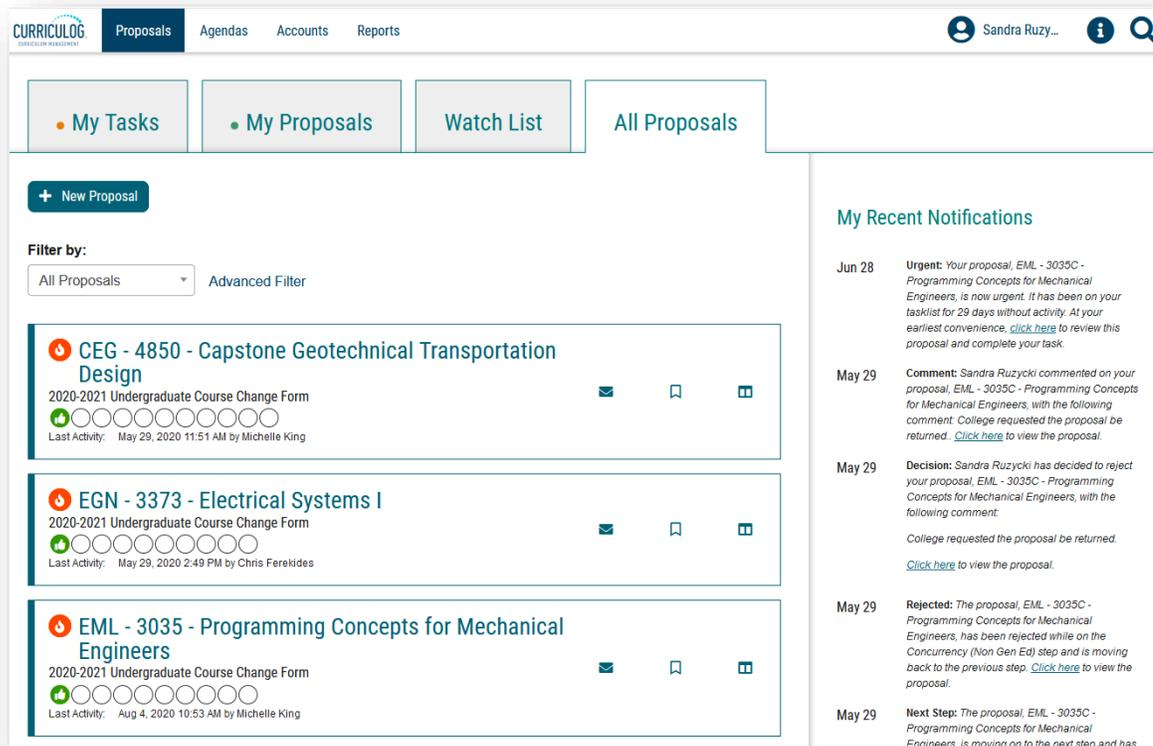 CURRICULOG
CURRICULUM MANAGEMENT
Proposals
Agendas
Accounts
Reports
Sandra Ruzy...
My Tasks
My Proposals
Watch List
All Proposals
+ New Proposal
Filter by:
All Proposals
Advanced Filter
CEG - 4850 - Capstone Geotechnical Transportation
Design
2020-2021 Undergraduate Course Change Form
Last Activity: May 29, 2020 11:51 AM by Michelle King
EGN - 3373 - Electrical Systems I
2020-2021 Undergraduate Course Change Form
Last Activity: May 29, 2020 2:49 PM by Chris Ferekides
EML - 3035 - Programming Concepts for Mechanical
Engineers
2020-2021 Undergraduate Course Change Form
Last Activity: Aug 4, 2020 10:53 AM by Michelle King
My Recent Notifications
Jun 28
Urgent: Your proposal, EML - 3035C -
Programming Concepts for Mechanical
Engineers, is now urgent. It has been on your
tasklist for 29 days without activity. At your
earliest convenience, click here to review this
proposal and complete your task.
May 29
Comment: Sandra Ruzycki commented on your
proposal, EML - 3035C - Programming Concepts
for Mechanical Engineers, with the following
comment: College requested the proposal be
returned.. Click here to view the proposal.
May 29
Decision: Sandra Ruzycki has decided to reject
your proposal, EML - 3035C - Programming
Concepts for Mechanical Engineers, with the
following comment:
College requested the proposal be returned.
Click here to view the proposal.
May 29
Rejected: The proposal, EML - 3035C -
Programming Concepts for Mechanical
Engineers, has been rejected while on the
Concurrency (Non Gen Ed) step and is moving
back to the previous step. Click here to view the
proposal.
May 29
Next Step: The proposal, EML - 3035C -
Programming Concepts for Mechanical
Engineers, is moving on to the next step and has